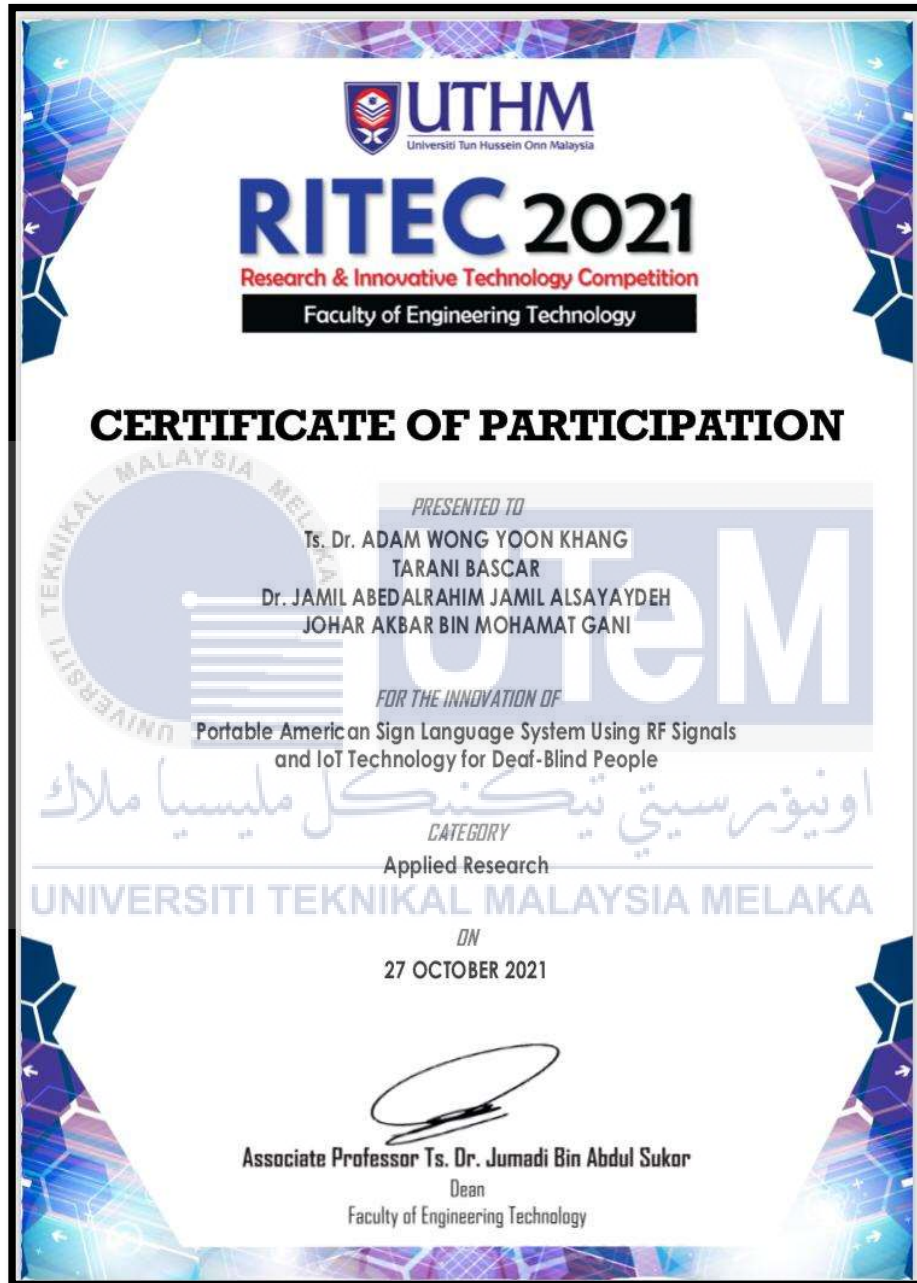 UTHM
Universiti Tun Hussein Onn Malaysia
RITEC 2021
Research & Innovative Technology Competition
Faculty of Engineering Technology
CERTIFICATE OF PARTICIPATION
PRESENTED TO
Ts. Dr. ADAM WONG YOON KHANG
TARANI BASCAR
Dr. JAMIL ABEDALRAHIM JAMIL ALSAYAYDEH
JOHAR AKBAR BIN MOHAMAT GANI
UNIVERSITI TEKNIKAL MALAYSIA MELAKA
UTeM
FOR THE INNOVATION OF
Portable American Sign Language System Using RF Signals
and IoT Technology for Deaf-Blind People
اونيۏرسيتي تيكنيكل مليسيا ملاك
CATEGORY
Applied Research
UNIVERSITI TEKNIKAL MALAYSIA MELAKA
ON
27 OCTOBER 2021
Associate Professor Ts. Dr. Jumadi Bin Abdul Sukor
Dean
Faculty of Engineering Technology